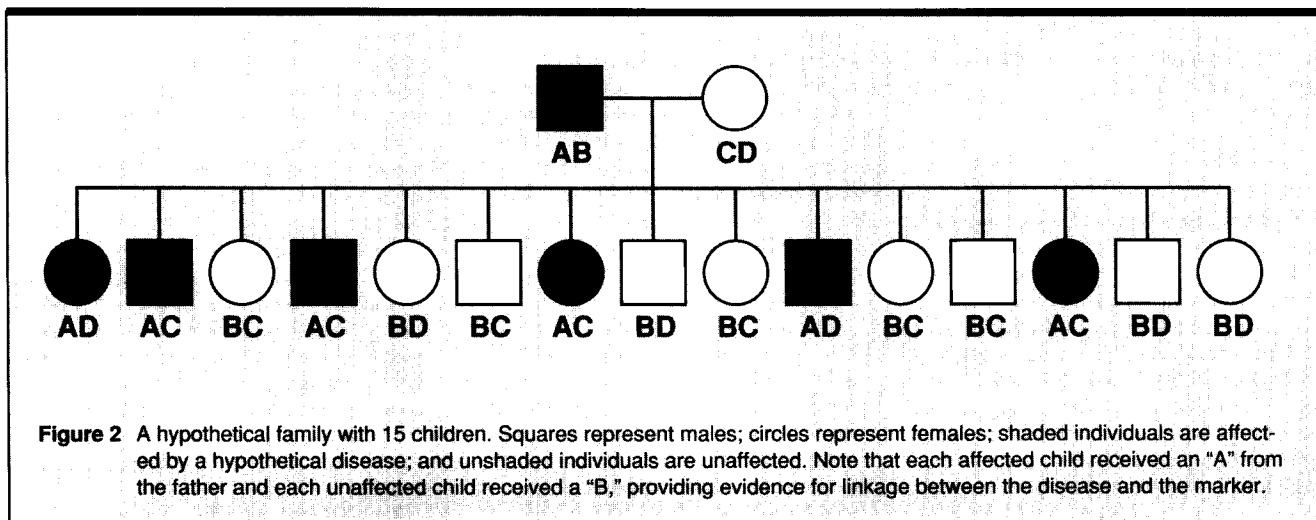 AB CD
AD AC BC AC BD BC AC BD BC AD BC BC AC BD BD
Figure 2 A hypothetical family with 15 children. Squares represent males; circles represent females; shaded individuals are affect-
ed by a hypothetical disease; and unshaded individuals are unaffected. Note that each affected child received an “A” from
the father and each unaffected child received a “B,” providing evidence for linkage between the disease and the marker.